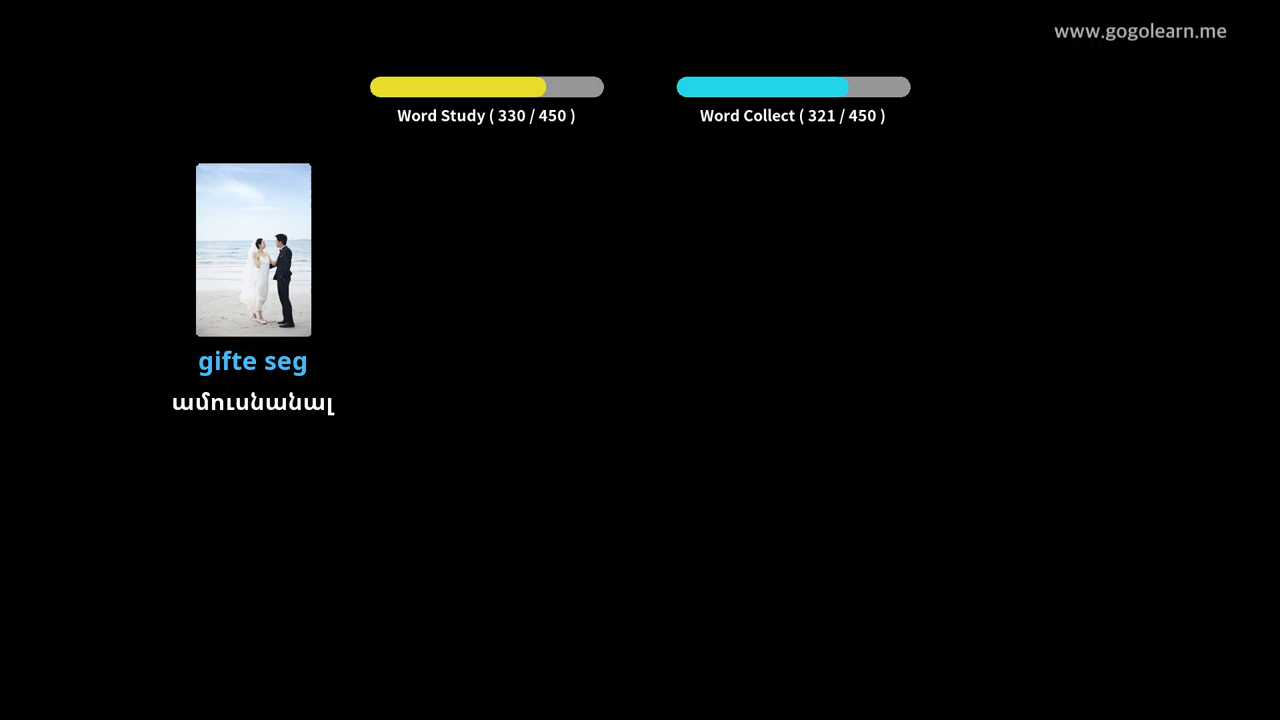 www.gogolearn.me
Word Study ( 330 / 450 )
Word Collect ( 321 / 450 )
gifte seg
ամուսնանալ